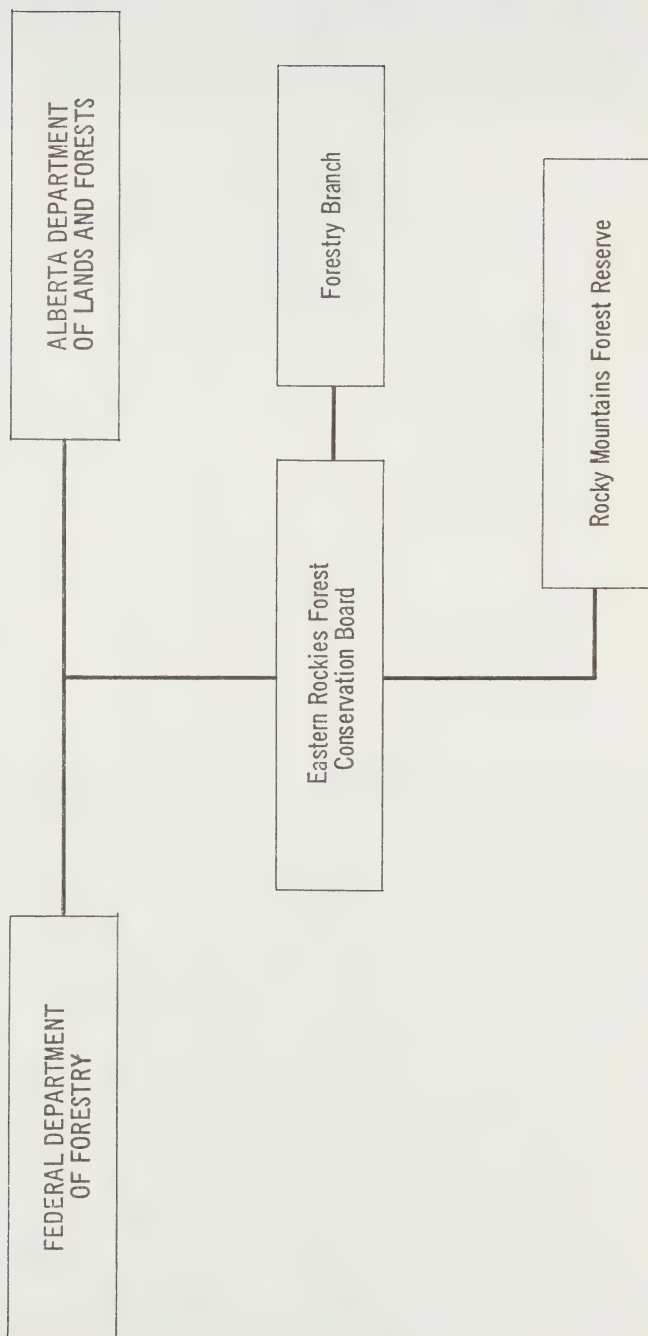 FEDERAL DEPARTMENT
OF FORESTRY
ALBERTA DEPARTMENT
OF LANDS AND FORESTS
Eastern Rockies Forest
Conservation Board
Forestry Branch
Rocky Mountains Forest Reserve